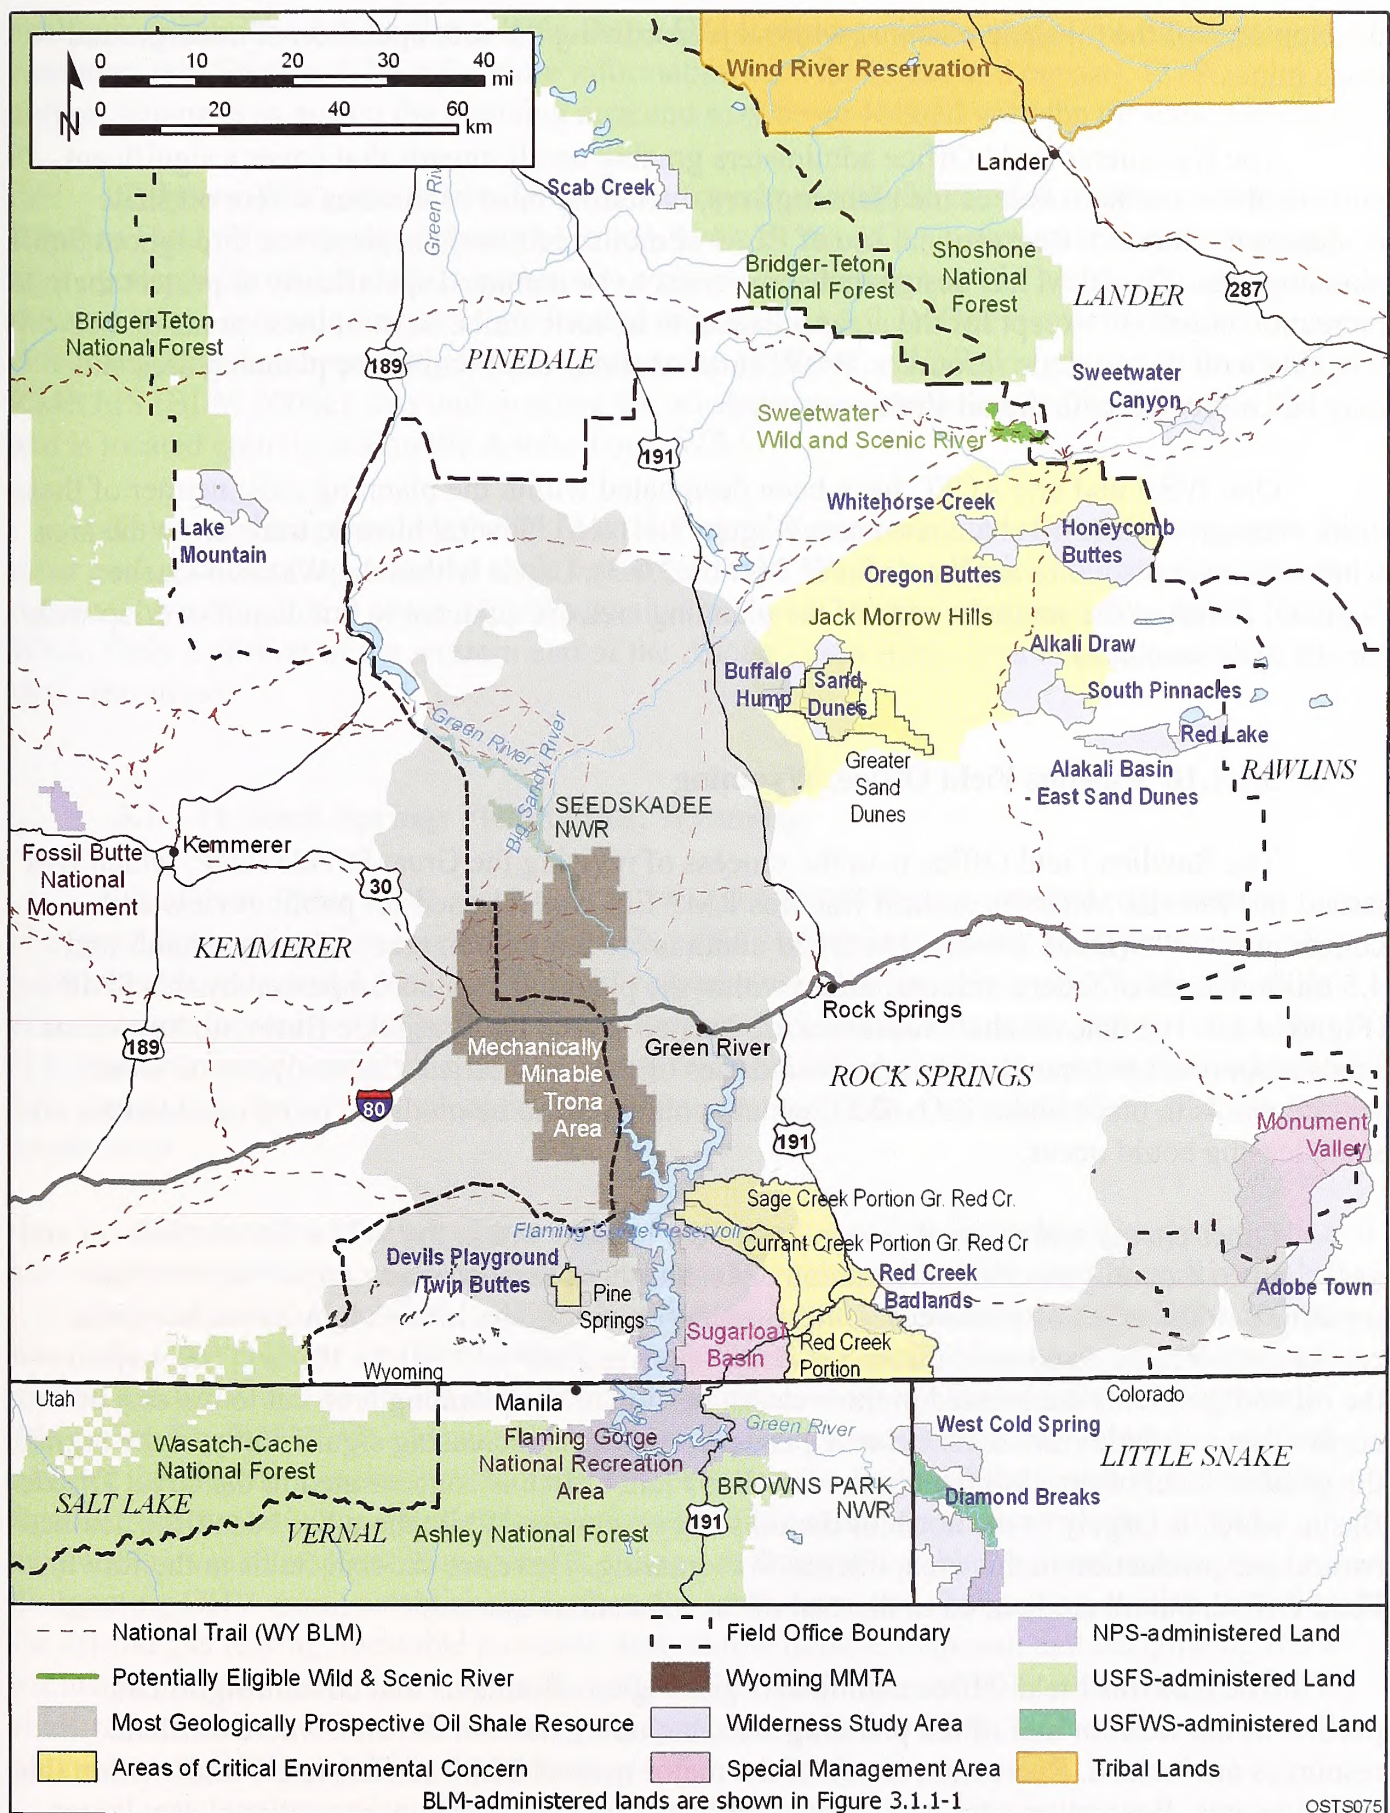 0 10 20 30 40
mi
0 20 40 60
km
N
Wind River Reservation
Lander
Scab Creek
Green Riv
Bridger-Teton
National Forest
Shoshone
National
Forest
LANDER
287
Bridger-Teton
National Forest
189
PINEDALE
Sweetwater
Canyon
Sweetwater
Wild and Scenic River
191
Whitehorse Creek
Honeycomb
Buttes
Lake
Mountain
Oregon Buttes
Jack Morrow Hills
Alkali Draw
Buffalo
Hump
Sand
Dunes
South Pinnacles
Red Lake
Green River
Big Sandy River
Greater
Sand
Dunes
Alakali Basin
- East Sand Dunes
RAWLINS
SEEDSKADEE
NWR
Fossil Butte
National
Monument
Kemmerer
30
KEMMERER
Rock Springs
189
Mechanically
Minable
Trona
Area
Green River
ROCK SPRINGS
80
191
Monument
Valley
Sage Creek Portion Gr. Red Cr.
Flaming Gorge Reservoir
Currant Creek Portion Gr. Red Cr
Devils Playground
/Twin Buttes
Red Creek
Badlands
Adobe Town
Pine
Springs
Sugarloaf
Basin
Red Creek
Portion
Wyoming
Utah
Manila
Colorado
Wasatch-Cache
National Forest
Flaming Gorge
National Recreation
Area
Green River
West Cold Spring
LITTLE SNAKE
SALT LAKE
VERNAL
Ashley National Forest
191
BROWNS PARK
NWR
Diamond Breaks
National Trail (WY BLM)
Field Office Boundary
NPS-administered Land
Potentially Eligible Wild & Scenic River
Wyoming MMTA
USFS-administered Land
Most Geologically Prospective Oil Shale Resource
Wilderness Study Area
USFWS-administered Land
Areas of Critical Environmental Concern
Special Management Area
Tribal Lands
BLM-administered lands are shown in Figure 3.1.1-1
OSTS075